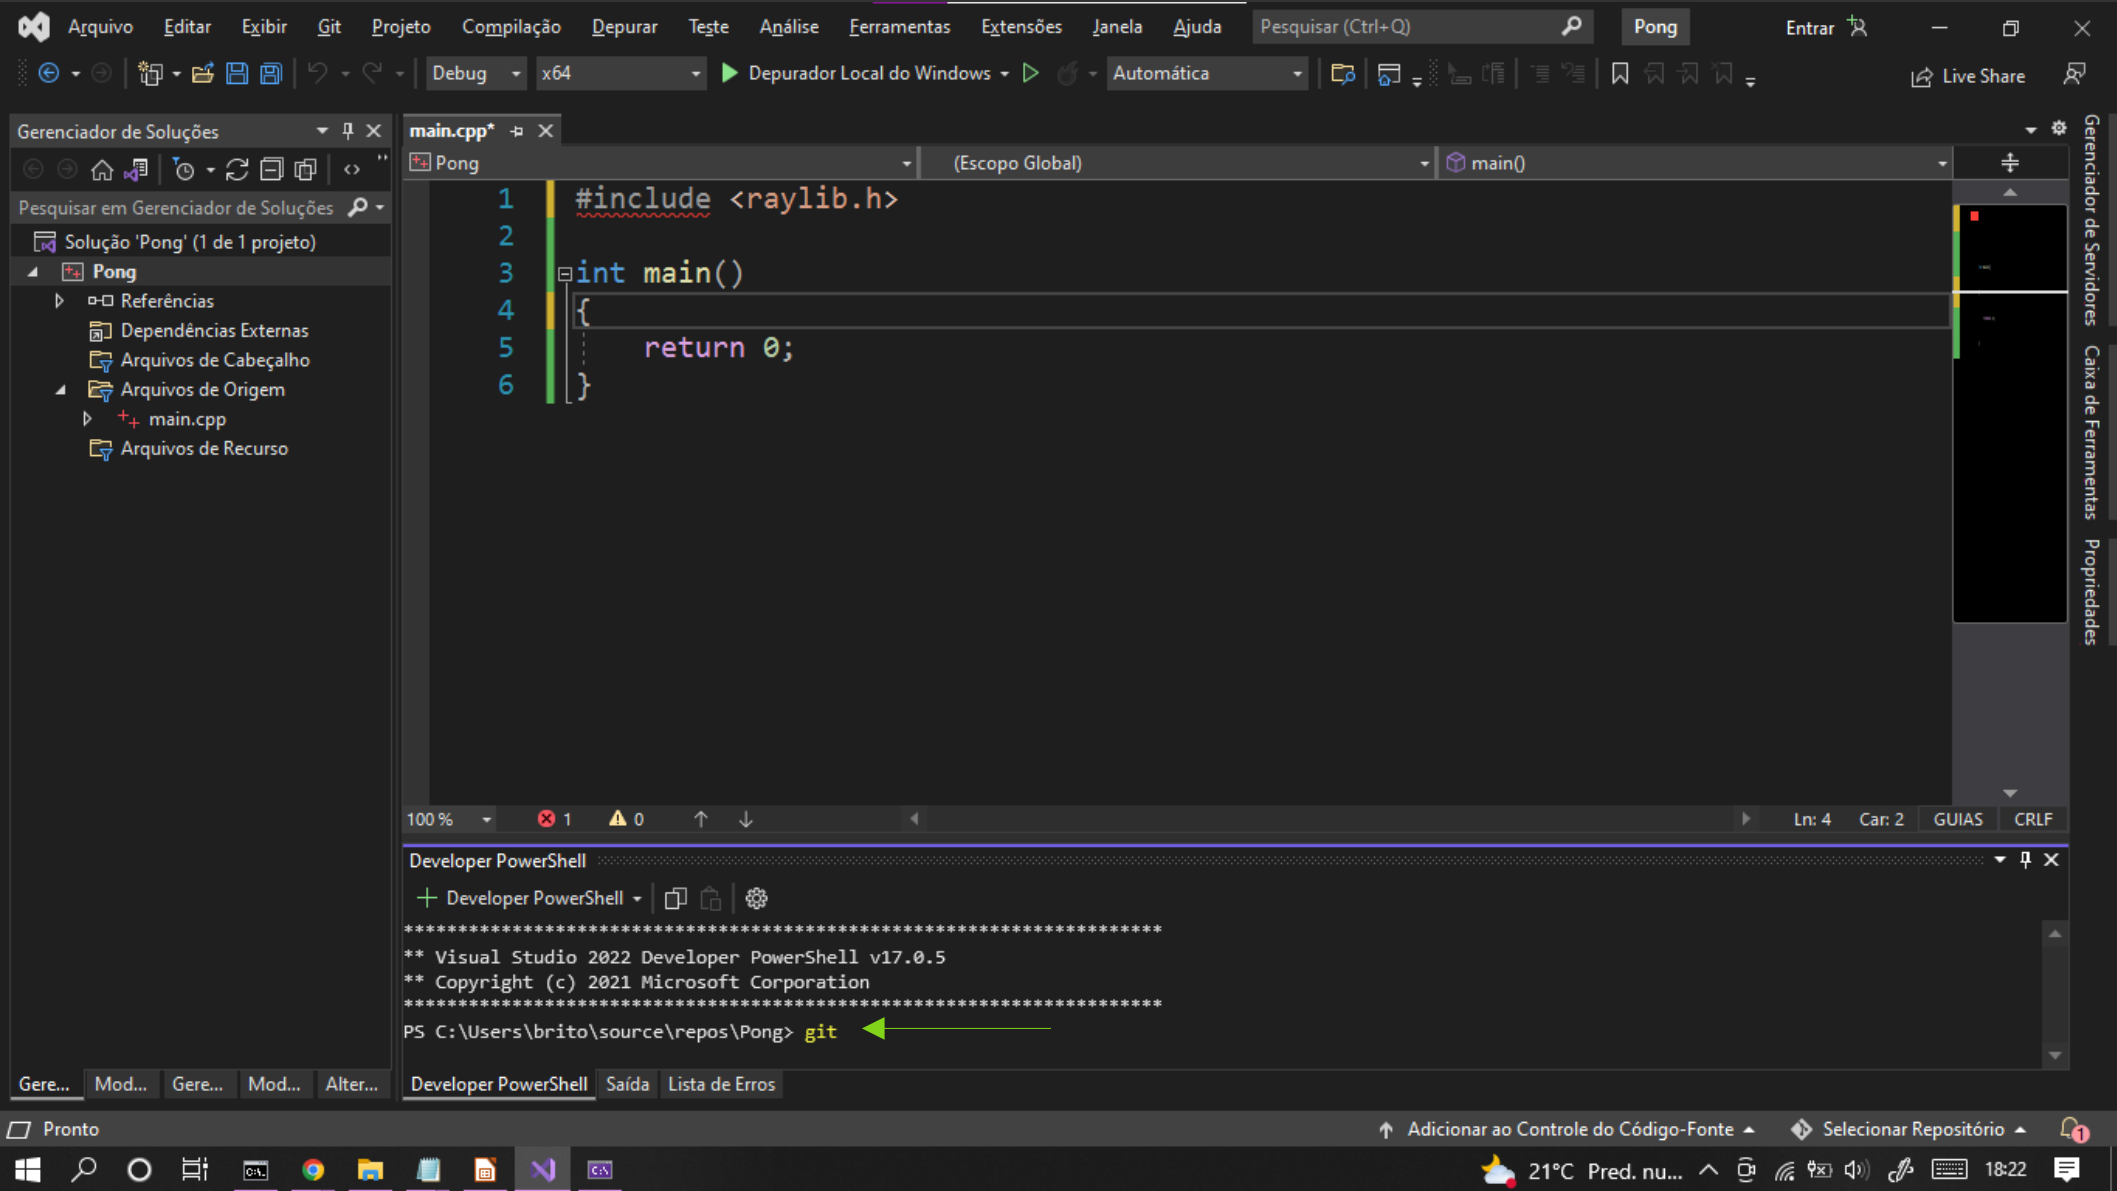 Arquivo Editar Exibir Git Projeto Compilação Depurar Teste Análise Ferramentas Extensões Janela Ajuda Pesquisar (Ctrl+Q) Pong Entrar
Debug x64 Depurador Local do Windows Automática Live Share
Gerenciador de Soluções
Pesquisar em Gerenciador de Soluções
Solução 'Pong' (1 de 1 projeto)
Pong
Referências
Dependências Externas
Arquivos de Cabeçalho
Arquivos de Origem
main.cpp
Arquivos de Recurso
Gere... Mod... Gere... Mod... Alter...
main.cpp*
Pong (Escopo Global) main()
1 #include <raylib.h>
2
3 int main()
4 {
5 return 0;
6 }
100 % 1 0 Ln: 4 Car: 2 GUIAS CRLF
Developer PowerShell
Developer PowerShell
**********************************************************************
** Visual Studio 2022 Developer PowerShell v17.0.5
** Copyright (c) 2021 Microsoft Corporation
**********************************************************************
PS C:\Users\brito\source\repos\Pong> git
Developer PowerShell Saída Lista de Erros
Gerenciador de Servidores
Caixa de Ferramentas
Propriedades
Pronto Adicionar ao Controle do Código-Fonte Selecionar Repositório 1
21°C Pred. nu... 18:22